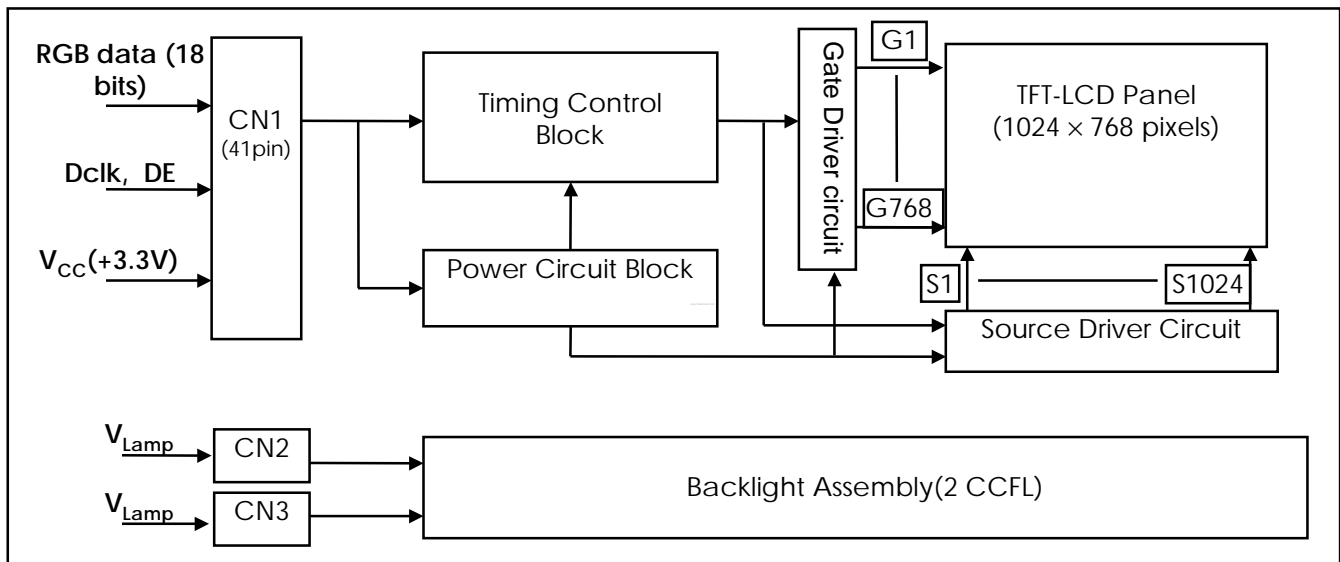 RGB data (18
bits)
Dclk, DE
VCC(+3.3V)
CN1
(41pin)
Timing Control
Block
Power Circuit Block
Gate Driver circuit
G1
G768
TFT-LCD Panel
(1024 × 768 pixels)
S1
S1024
Source Driver Circuit
VLamp
CN2
VLamp
CN3
Backlight Assembly(2 CCFL)